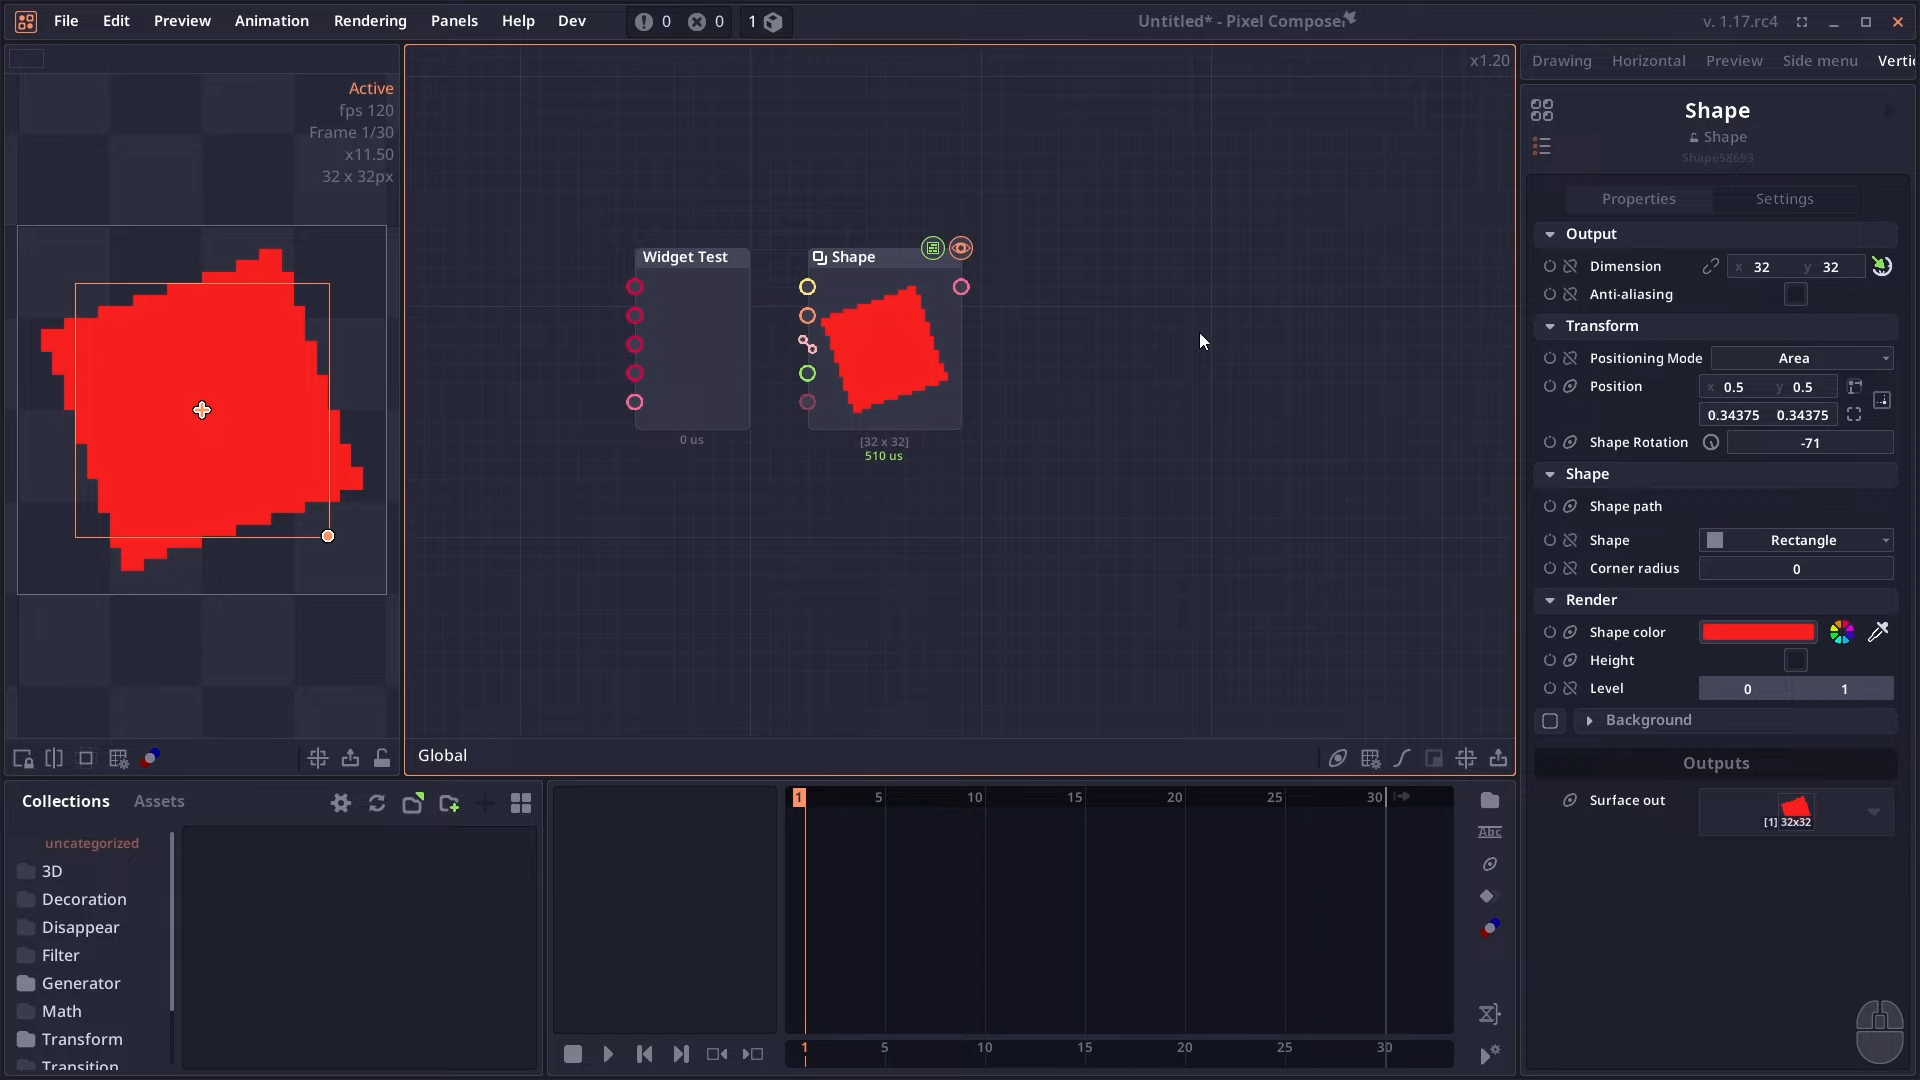 File Edit Preview Animation Rendering Panels Help Dev 0 0 1 Untitled* - Pixel Composer v. 1.17.rc4
Active
fps 120
Frame 1/30
x11.50
32 x 32px
x1.20
Widget Test
0 us
Shape
[32 x 32]
510 us
Global
Drawing Horizontal Preview Side menu Vertic
Shape
Shape
Shape58693
Properties Settings
Output
Dimension x 32 y 32
Anti-aliasing
Transform
Positioning Mode Area
Position x 0.5 y 0.5
0.34375 0.34375
Shape Rotation -71
Shape
Shape path
Shape Rectangle
Corner radius 0
Render
Shape color
Height
Level 0 1
Background
Outputs
Surface out [1] 32x32
Collections Assets
uncategorized
3D
Decoration
Disappear
Filter
Generator
Math
Transform
Transition
1 5 10 15 20 25 30
Abc
1 5 10 15 20 25 30